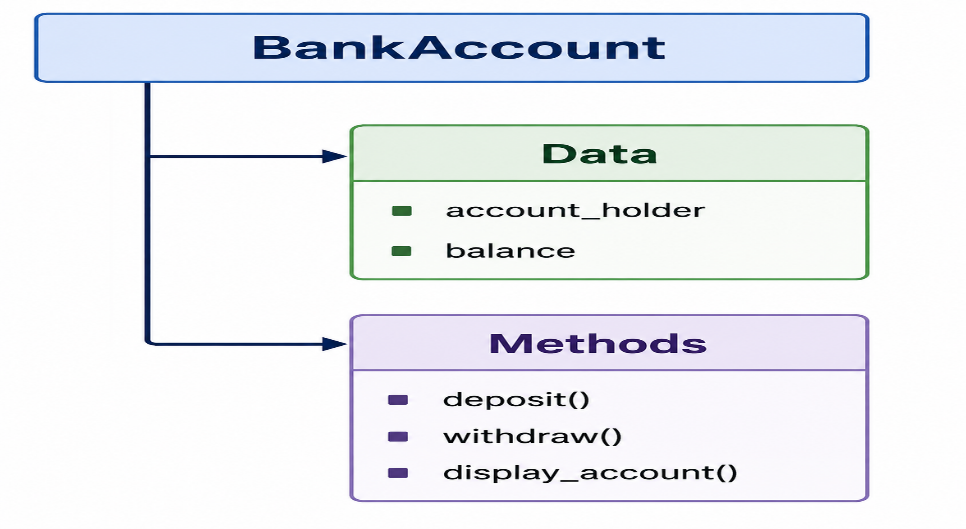 BankAccount
Data
account_holder
balance
Methods
deposit()
withdraw()
display_account()